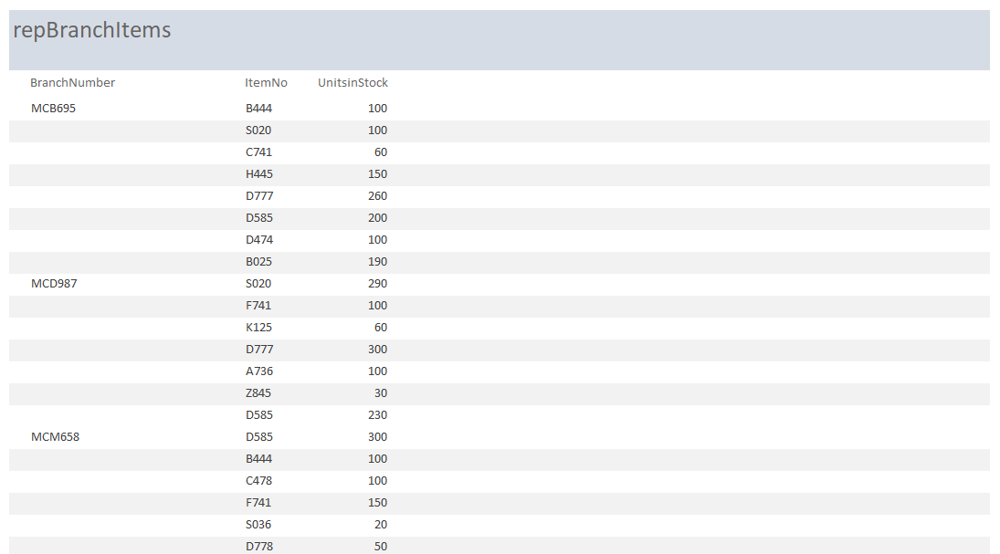 repBranchItems
BranchNumber ItemNo UnitsinStock
MCB695 B444 100
S020 100
C741 60
H445 150
D777 260
D585 200
D474 100
B025 190
MCD987 S020 290
F741 100
K125 60
D777 300
A736 100
Z845 30
D585 230
MCM658 D585 300
B444 100
C478 100
F741 150
S036 20
D778 50